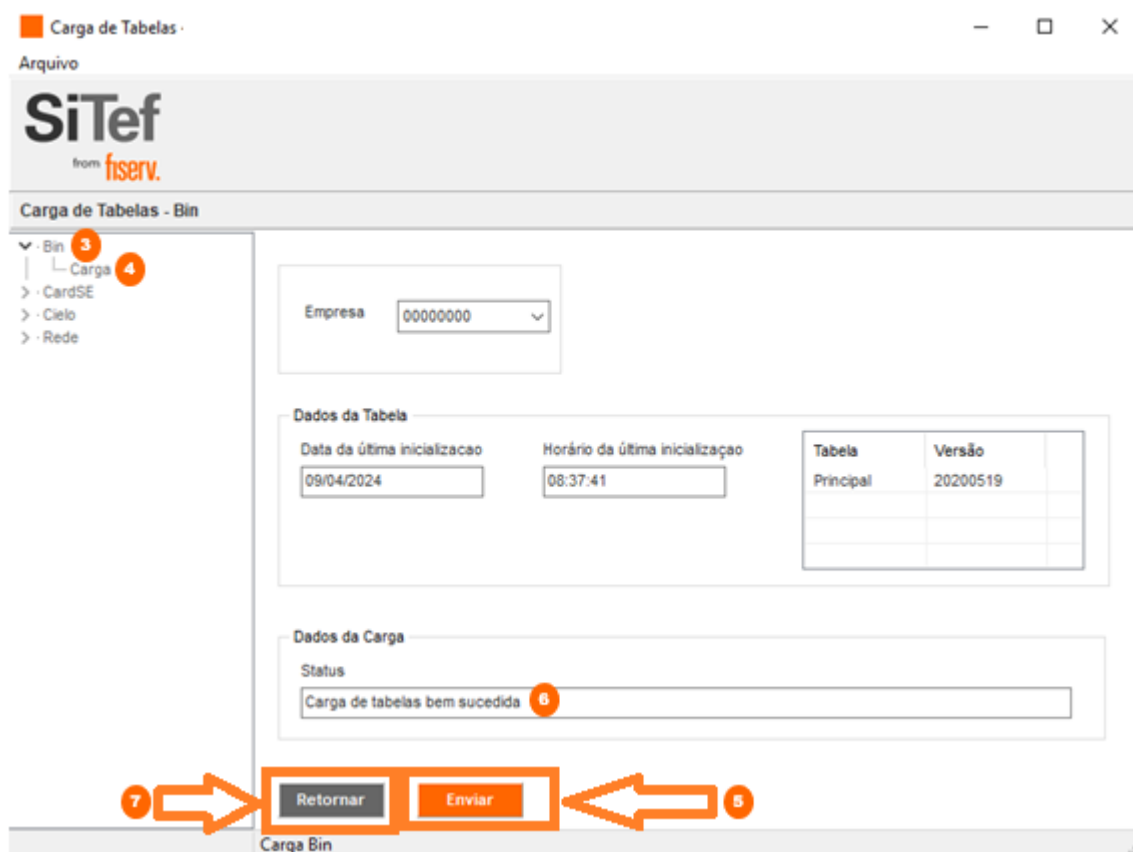 Carga de Tabelas ·
Arquivo
SiTef
from fiserv.
Carga de Tabelas - Bin
Bin 3
Carga 4
CardSE
Cielo
Rede
Empresa 00000000
Dados da Tabela
Data da última inicializacao Horário da última inicializaçao Tabela Versão
09/04/2024 08:37:41 Principal 20200519
Dados da Carga
Status
Carga de tabelas bem sucedida 6
7 Retornar Enviar 5
Carga Bin